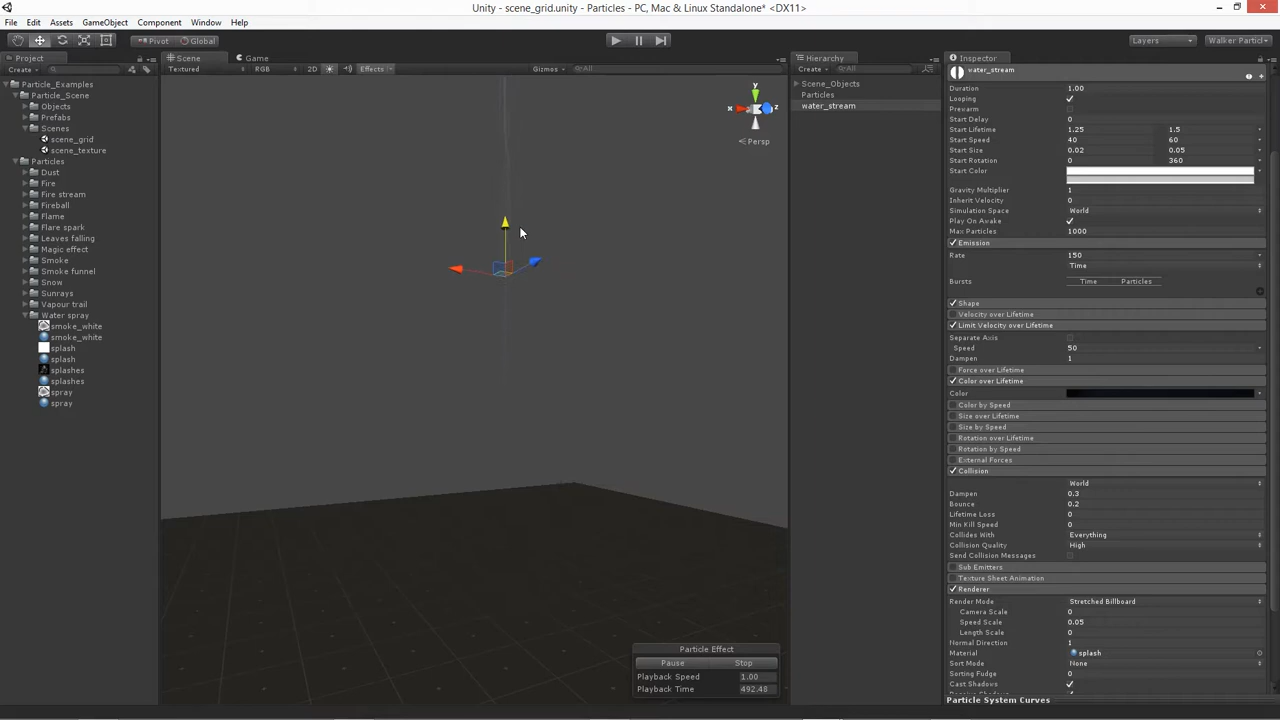 Unity - scene_grid.unity - Particles - PC, Mac & Linux Standalone* <DX11>
File Edit Assets GameObject Component Window Help
Pivot Global Layers Walker Particl
Project Scene Game Hierarchy Inspector
Create Textured RGB 2D Effects Gizmos All Create All water_stream
Particle_Examples
Particle_Scene
Objects
Prefabs
Scenes
scene_grid
scene_texture
Particles
Dust
Fire
Fire stream
Fireball
Flame
Flare spark
Leaves falling
Magic effect
Smoke
Smoke funnel
Snow
Sunrays
Vapour trail
Water spray
smoke_white
smoke_white
splash
splash
splashes
splashes
spray
spray
y
x z
Persp
Particle Effect
Pause Stop
Playback Speed 1.00
Playback Time 492.48
Scene_Objects
Particles
water_stream
Duration 1.00
Looping
Prewarm
Start Delay 0
Start Lifetime 1.25 1.5
Start Speed 40 60
Start Size 0.02 0.05
Start Rotation 0 360
Start Color
Gravity Multiplier 1
Inherit Velocity 0
Simulation Space World
Play On Awake
Max Particles 1000
Emission
Rate 150
Time
Bursts Time Particles
Shape
Velocity over Lifetime
Limit Velocity over Lifetime
Separate Axis
Speed 50
Dampen 1
Force over Lifetime
Color over Lifetime
Color
Color by Speed
Size over Lifetime
Size by Speed
Rotation over Lifetime
Rotation by Speed
External Forces
Collision
World
Dampen 0.3
Bounce 0.2
Lifetime Loss 0
Min Kill Speed 0
Collides With Everything
Collision Quality High
Send Collision Messages
Sub Emitters
Texture Sheet Animation
Renderer
Render Mode Stretched Billboard
Camera Scale 0
Speed Scale 0.05
Length Scale 0
Normal Direction 1
Material splash
Sort Mode None
Sorting Fudge 0
Cast Shadows
Particle System Curves